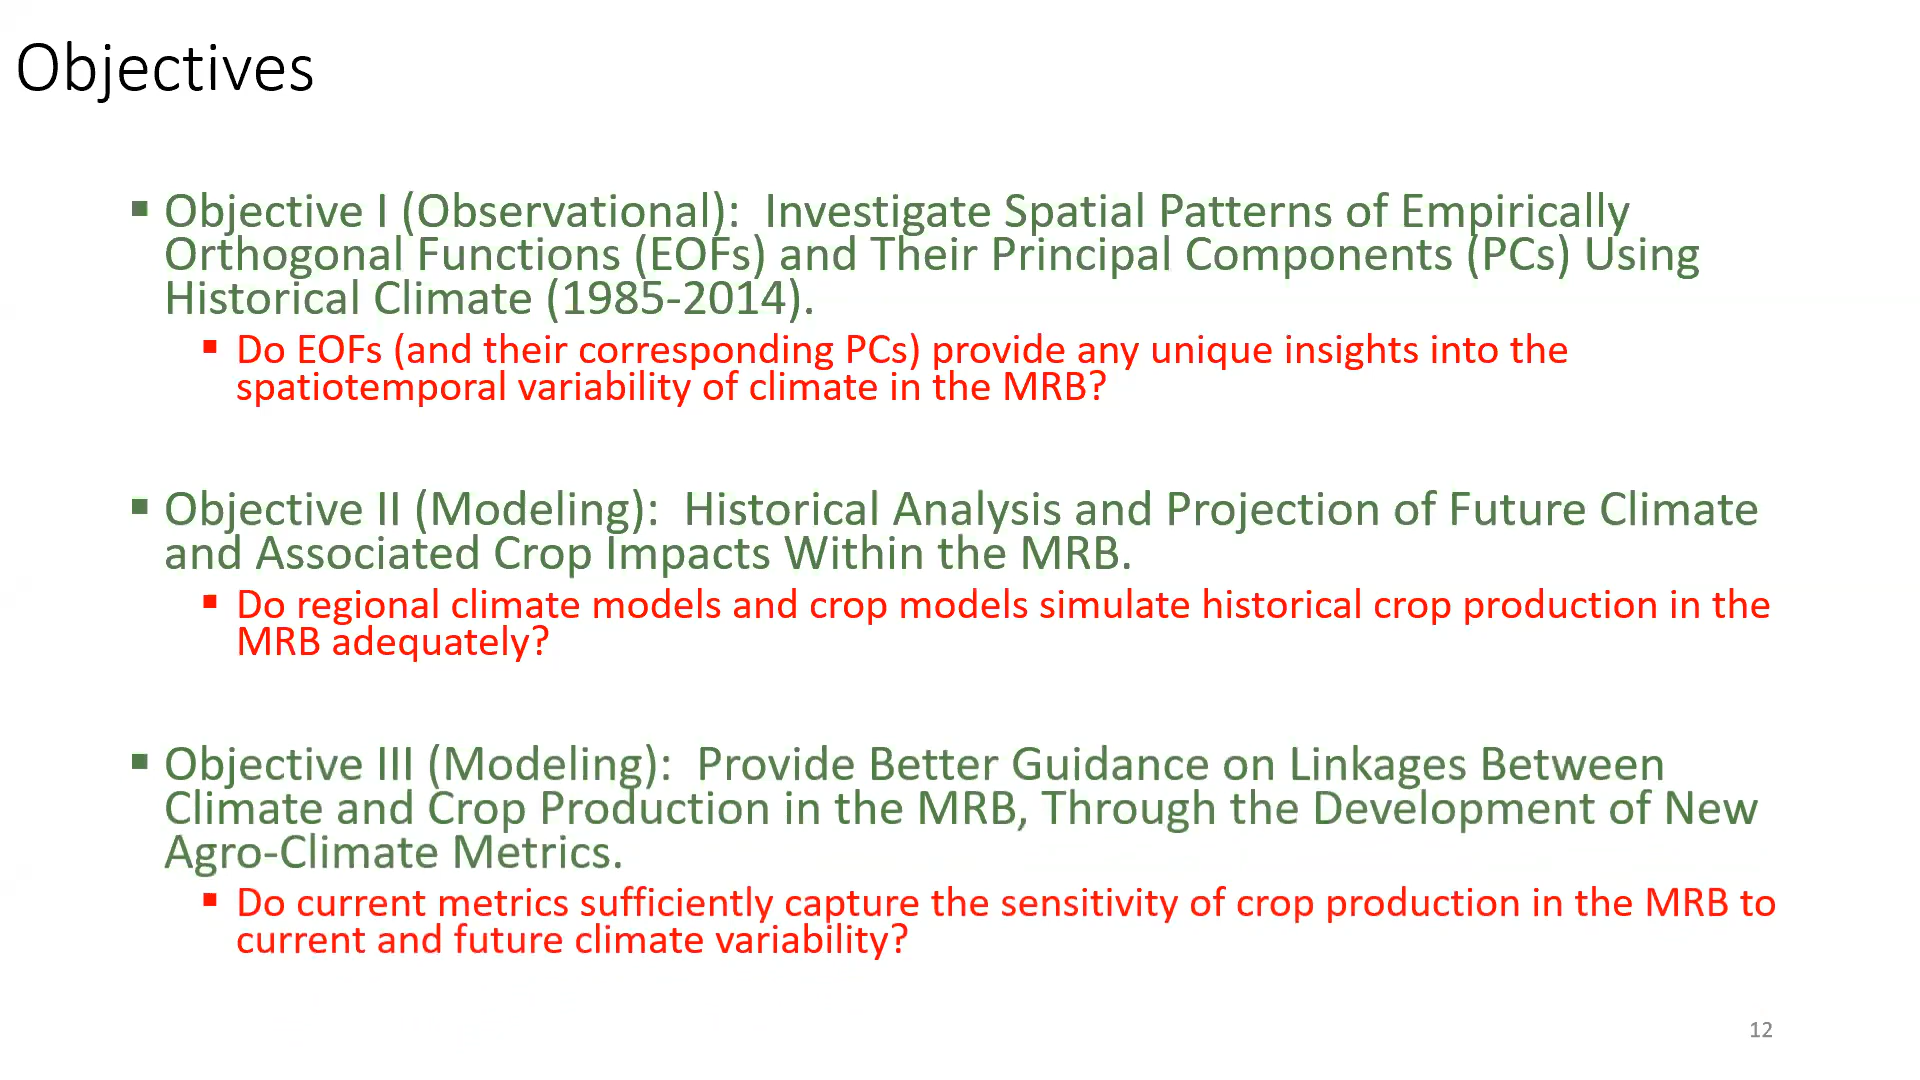 Objectives
▪ Objective I (Observational):  Investigate Spatial Patterns of Empirically
Orthogonal Functions (EOFs) and Their Principal Components (PCs) Using
Historical Climate (1985-2014).
▪ Do EOFs (and their corresponding PCs) provide any unique insights into the
spatiotemporal variability of climate in the MRB?
▪ Objective II (Modeling):  Historical Analysis and Projection of Future Climate
and Associated Crop Impacts Within the MRB.
▪ Do regional climate models and crop models simulate historical crop production in the
MRB adequately?
▪ Objective III (Modeling):  Provide Better Guidance on Linkages Between
Climate and Crop Production in the MRB, Through the Development of New
Agro-Climate Metrics.
▪ Do current metrics sufficiently capture the sensitivity of crop production in the MRB to
current and future climate variability?
12